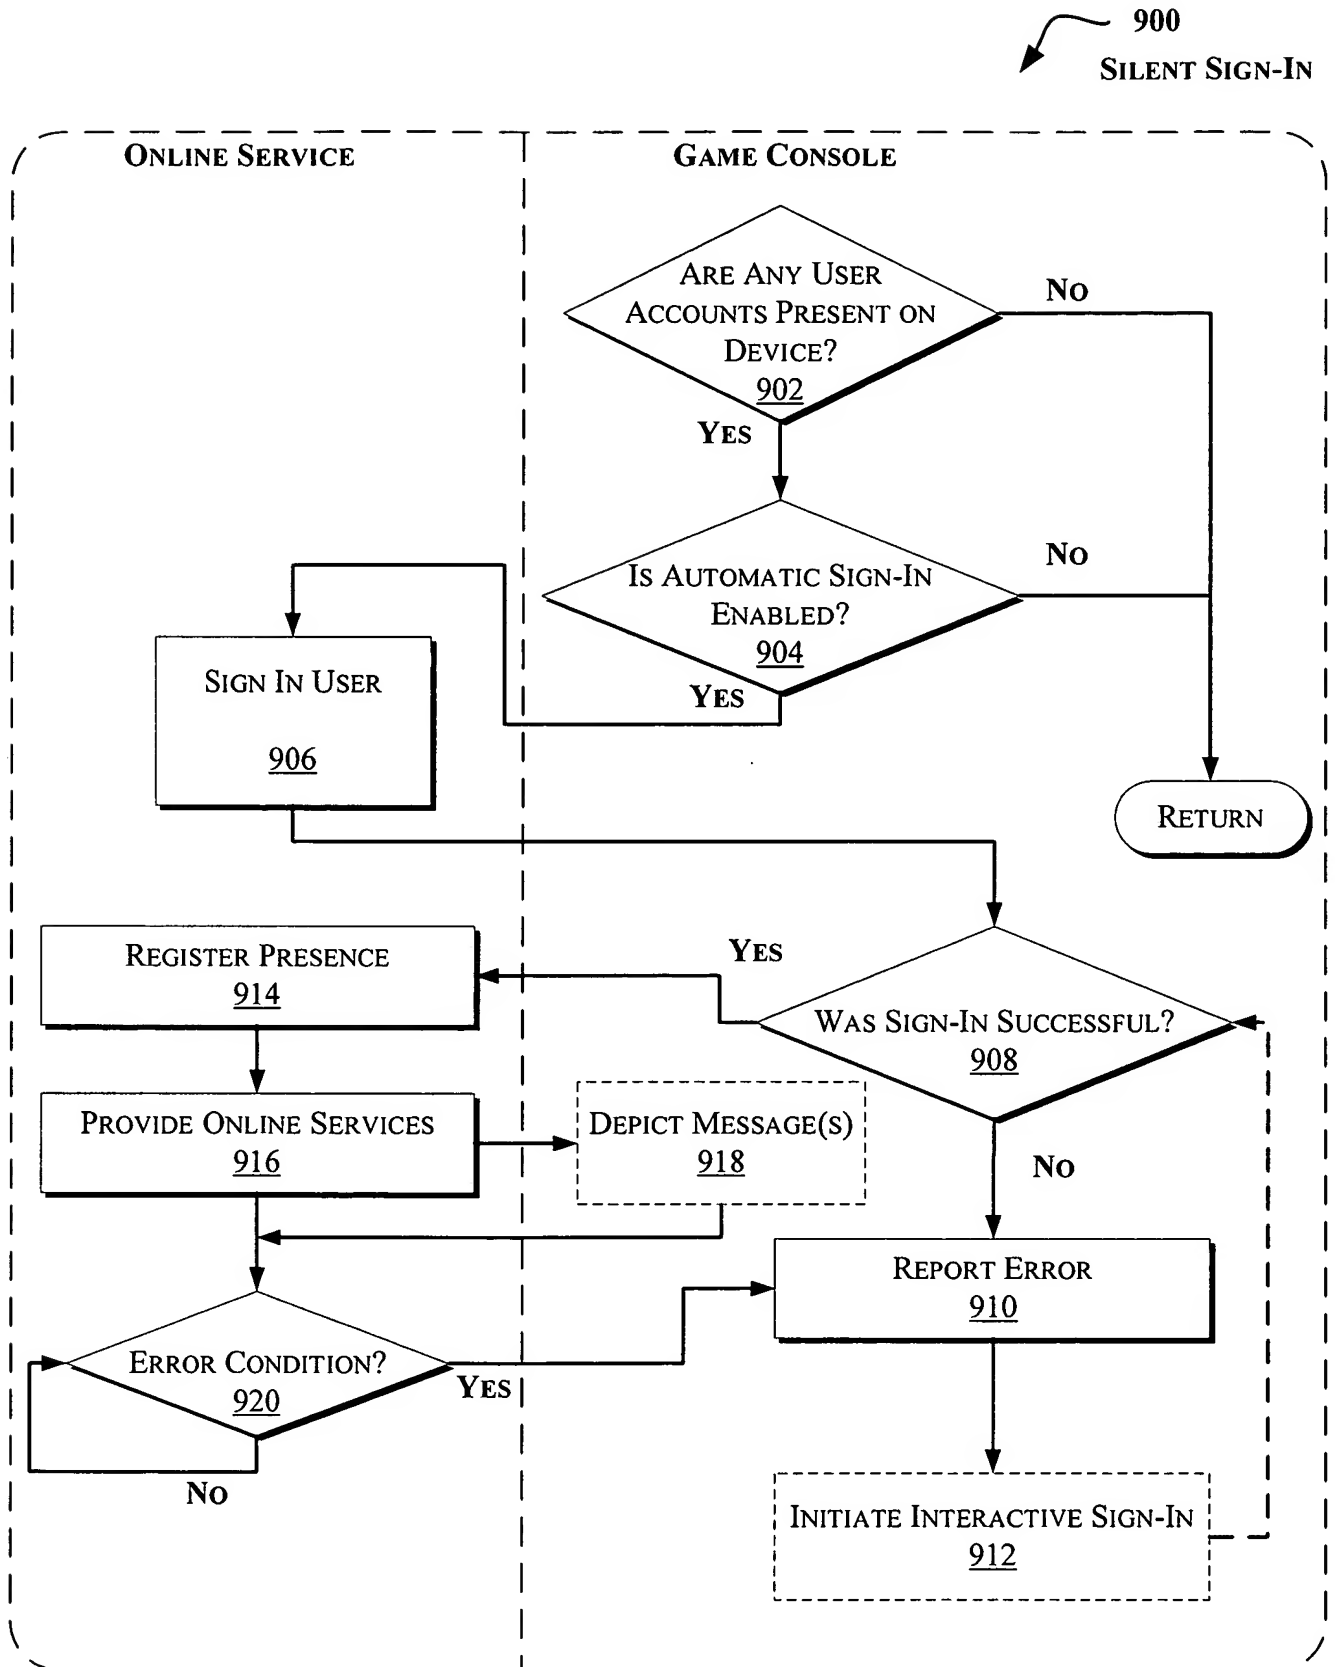 900
SILENT SIGN-IN
ONLINE SERVICE
GAME CONSOLE
ARE ANY USER
ACCOUNTS PRESENT ON
DEVICE?
902
NO
YES
IS AUTOMATIC SIGN-IN
ENABLED?
904
NO
YES
SIGN IN USER
906
RETURN
WAS SIGN-IN SUCCESSFUL?
908
YES
NO
REGISTER PRESENCE
914
PROVIDE ONLINE SERVICES
916
DEPICT MESSAGE(S)
918
REPORT ERROR
910
ERROR CONDITION?
920
YES
NO
INITIATE INTERACTIVE SIGN-IN
912